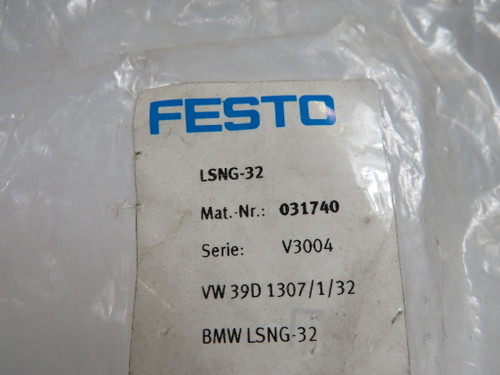 FESTO
LSNG-32
Mat.-Nr.: 031740
Serie: V3004
VW 39D 1307/1/32
BMW LSNG-32